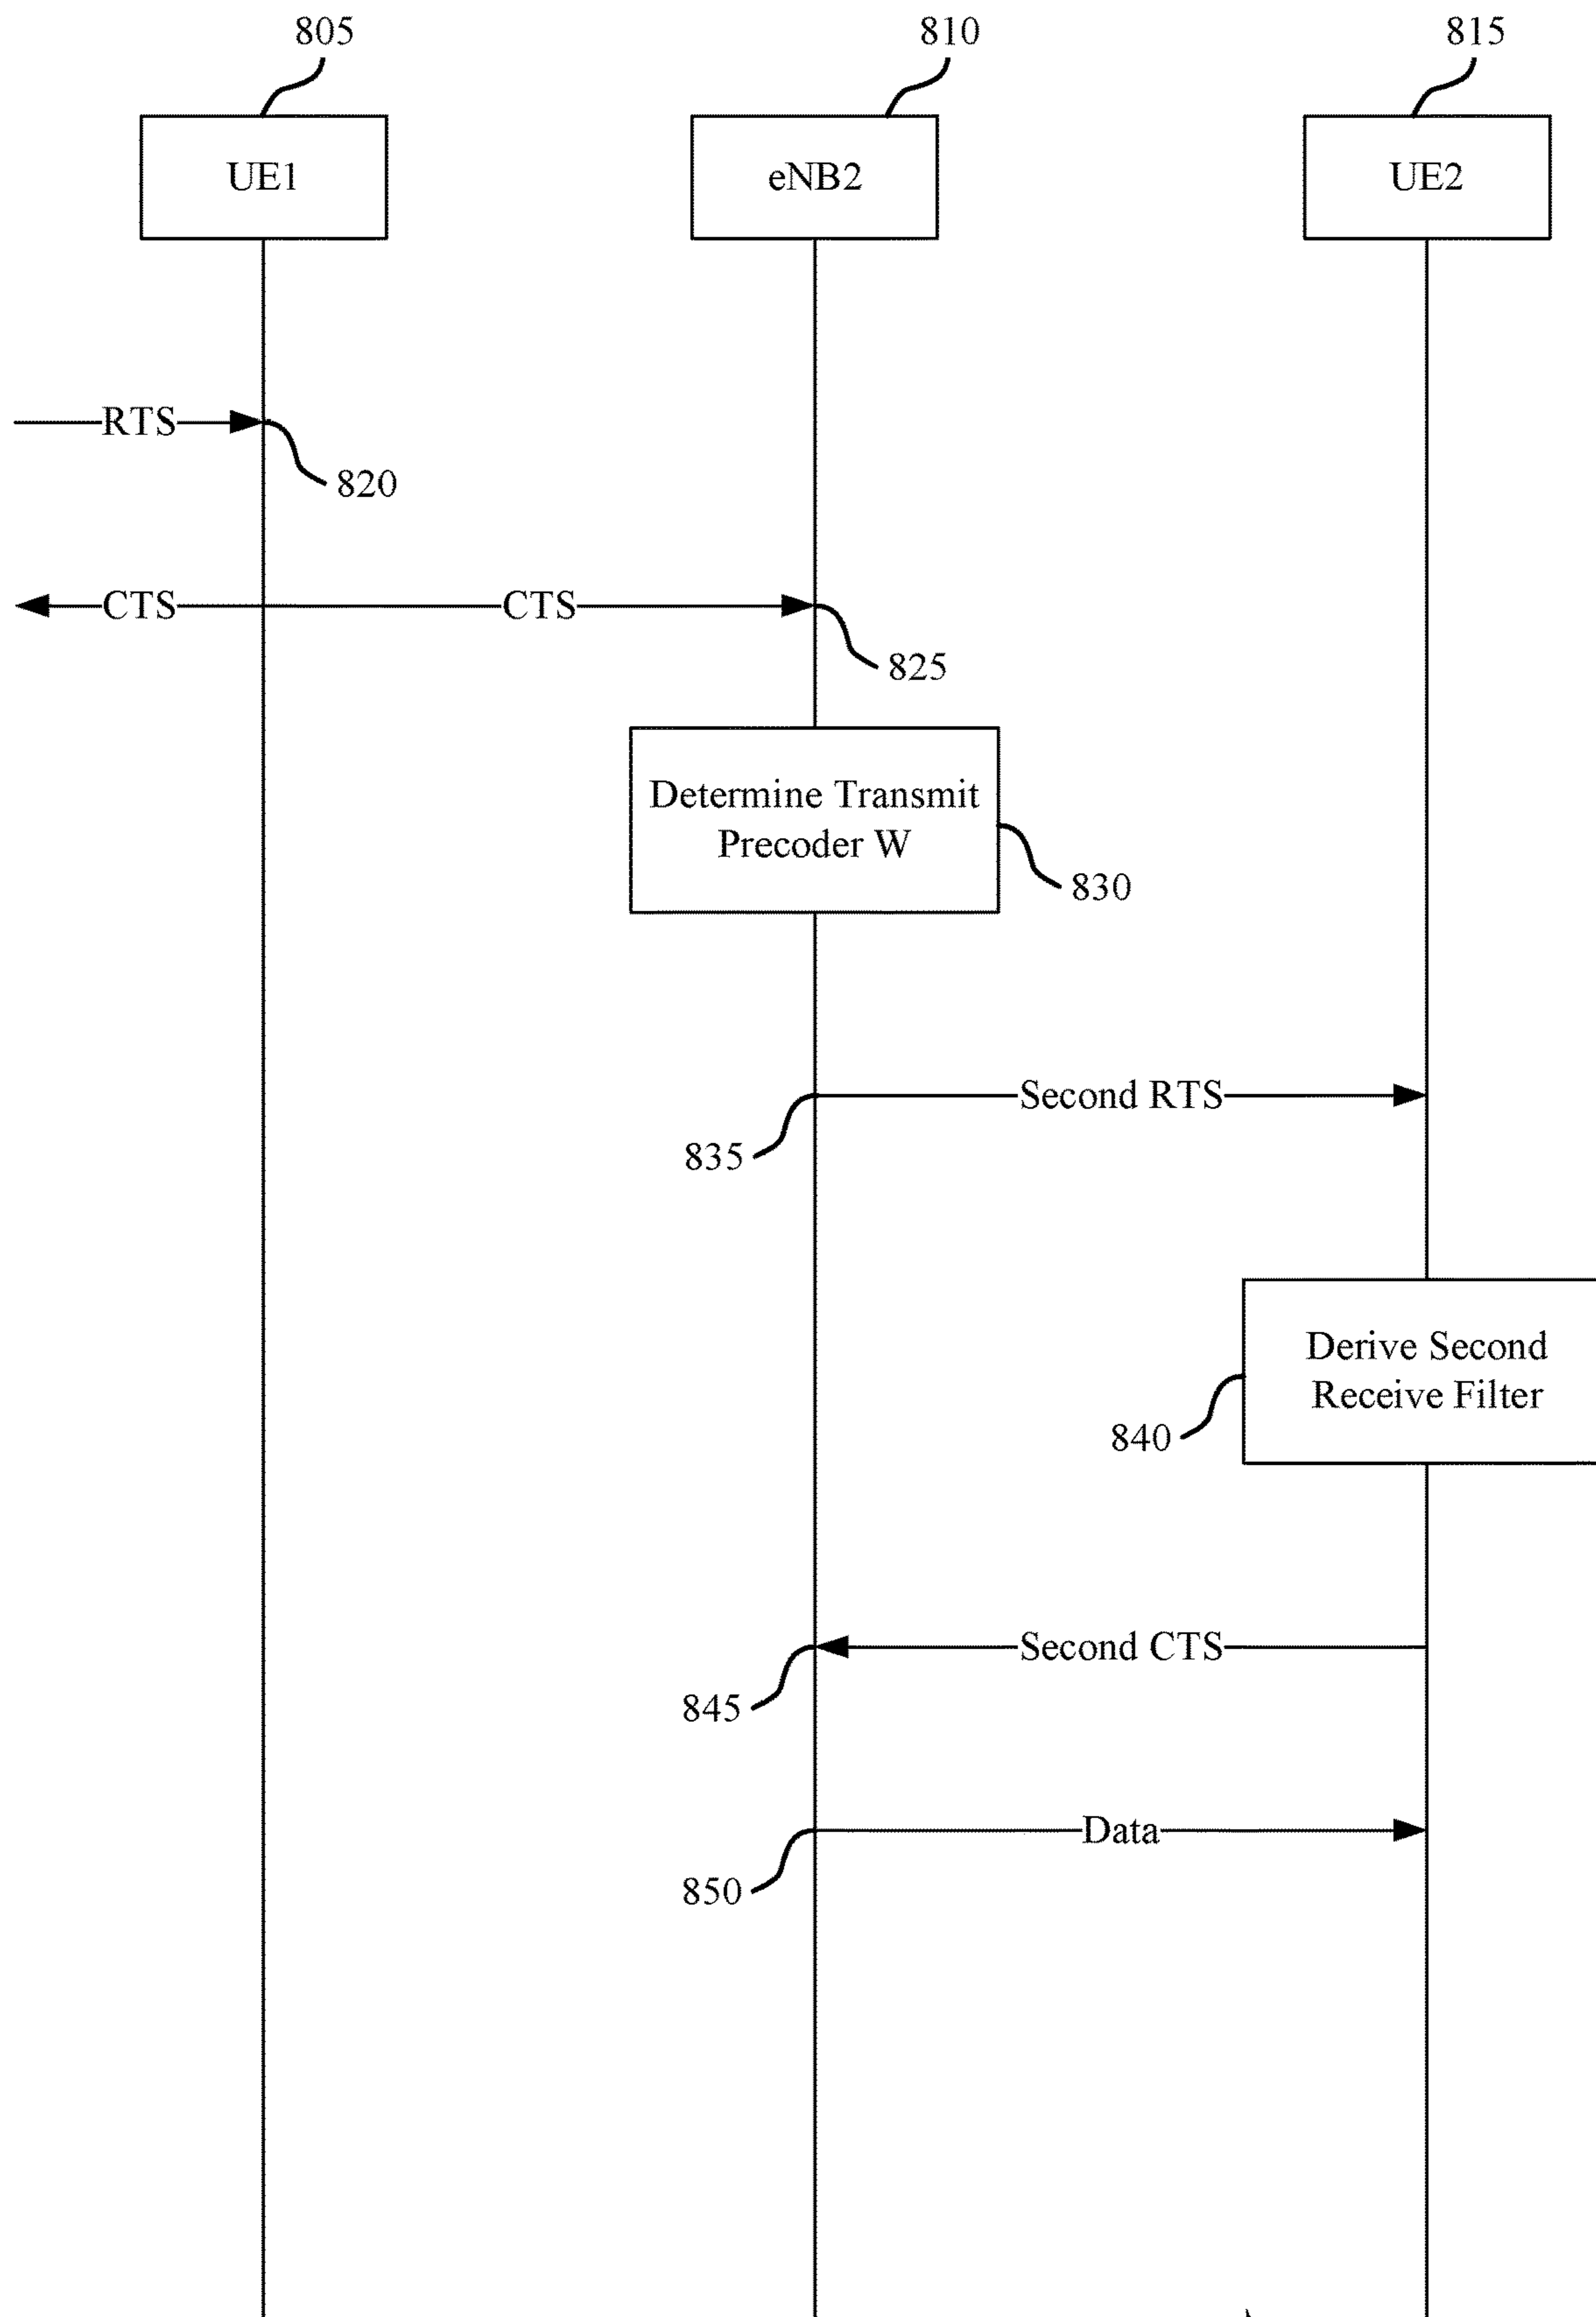 805
810
815
UE1
eNB2
UE2
RTS
820
CTS
CTS
825
Determine Transmit
Precoder W
830
Second RTS
835
Derive Second
Receive Filter
840
Second CTS
845
Data
850